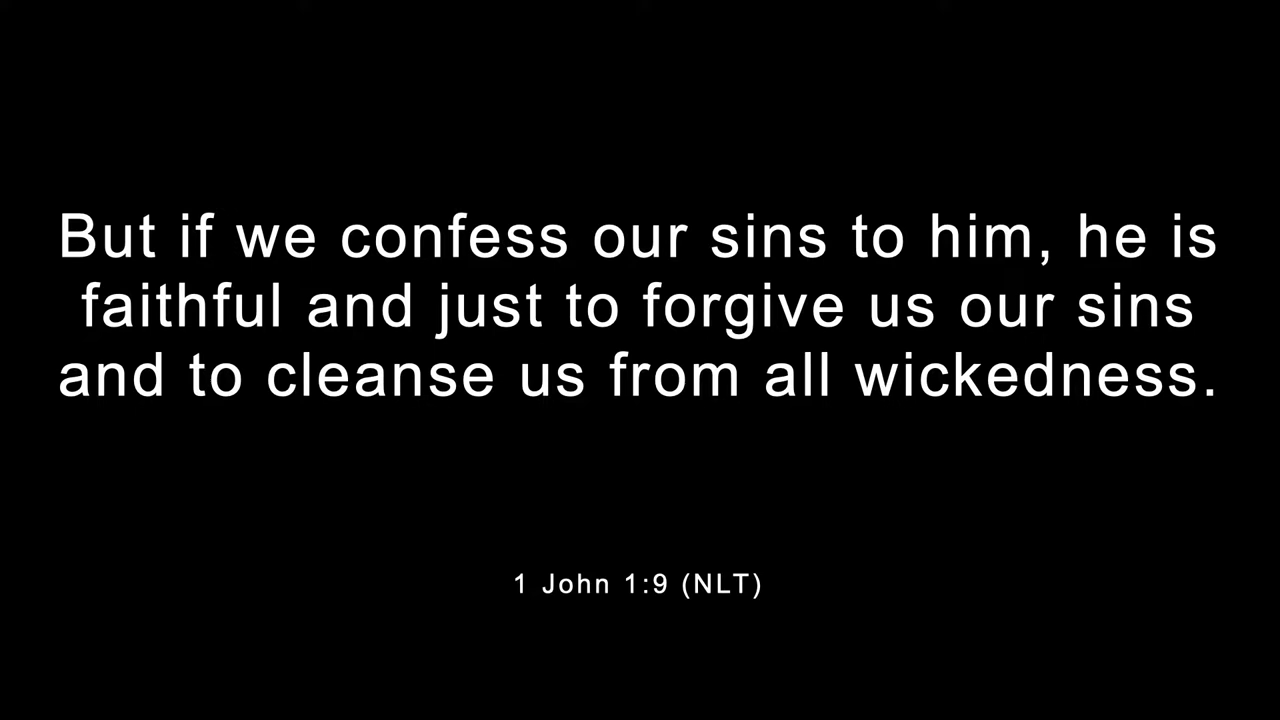 But if we confess our sins to him, he is
faithful and just to forgive us our sins
and to cleanse us from all wickedness.
1 John 1:9 (NLT)